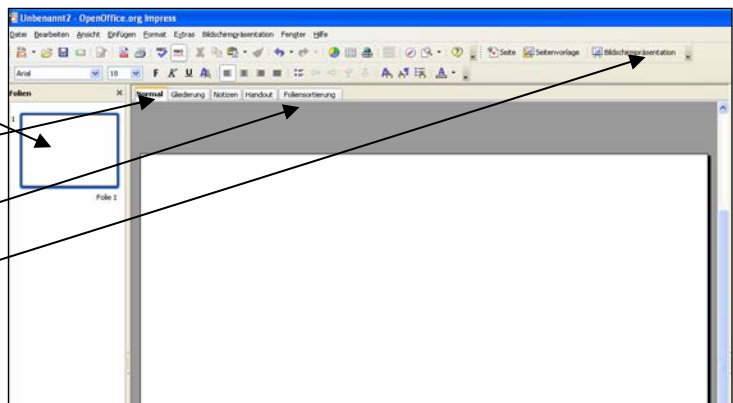 Unbenannt2 - OpenOffice.org Impress
Datei Bearbeiten Ansicht Einfügen Format Extras Bildschirmpräsentation Fenster Hilfe
Seite Seitenvorlage Bildschirmpräsentation
Arial 18 F K U
Folien Normal Gliederung Notizen Handout Foliensortierung
1
Folie 1